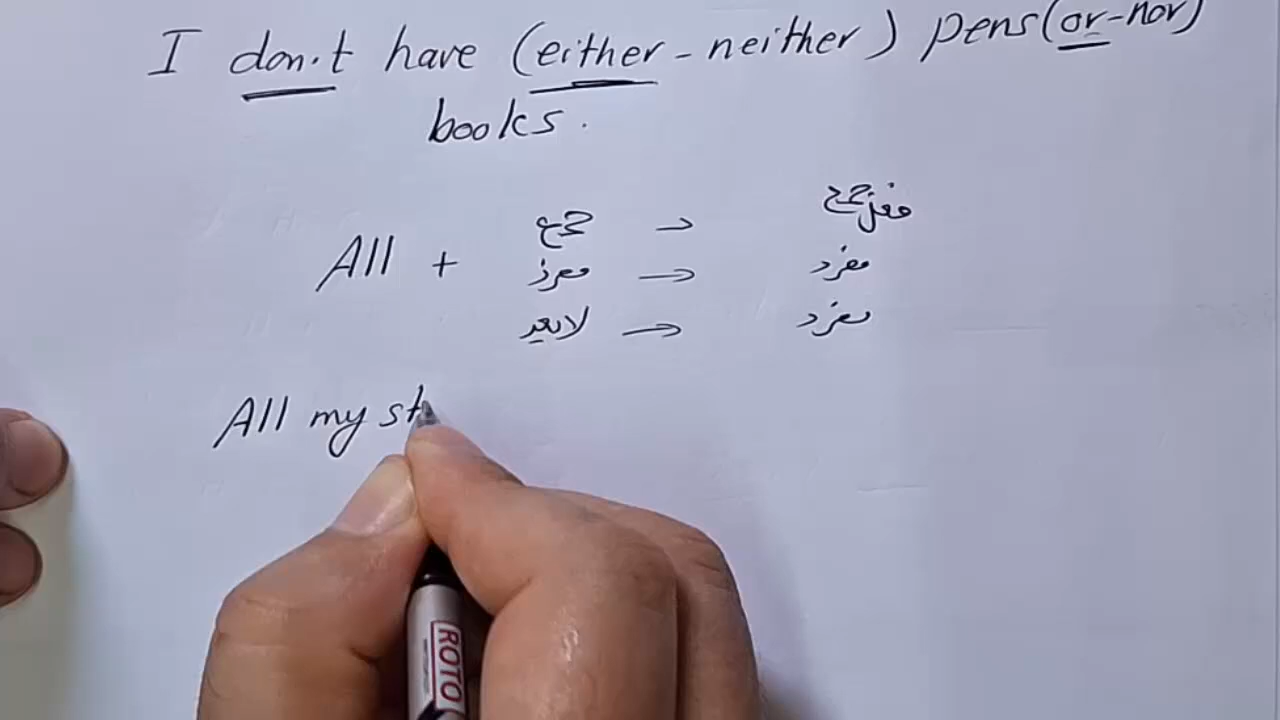 I don't have (either - neither) pens (or - nor)
books.
All + جمع → فعل جمع
مفرد → مفرد
لا يعد → مفرد
All my st
ROTO